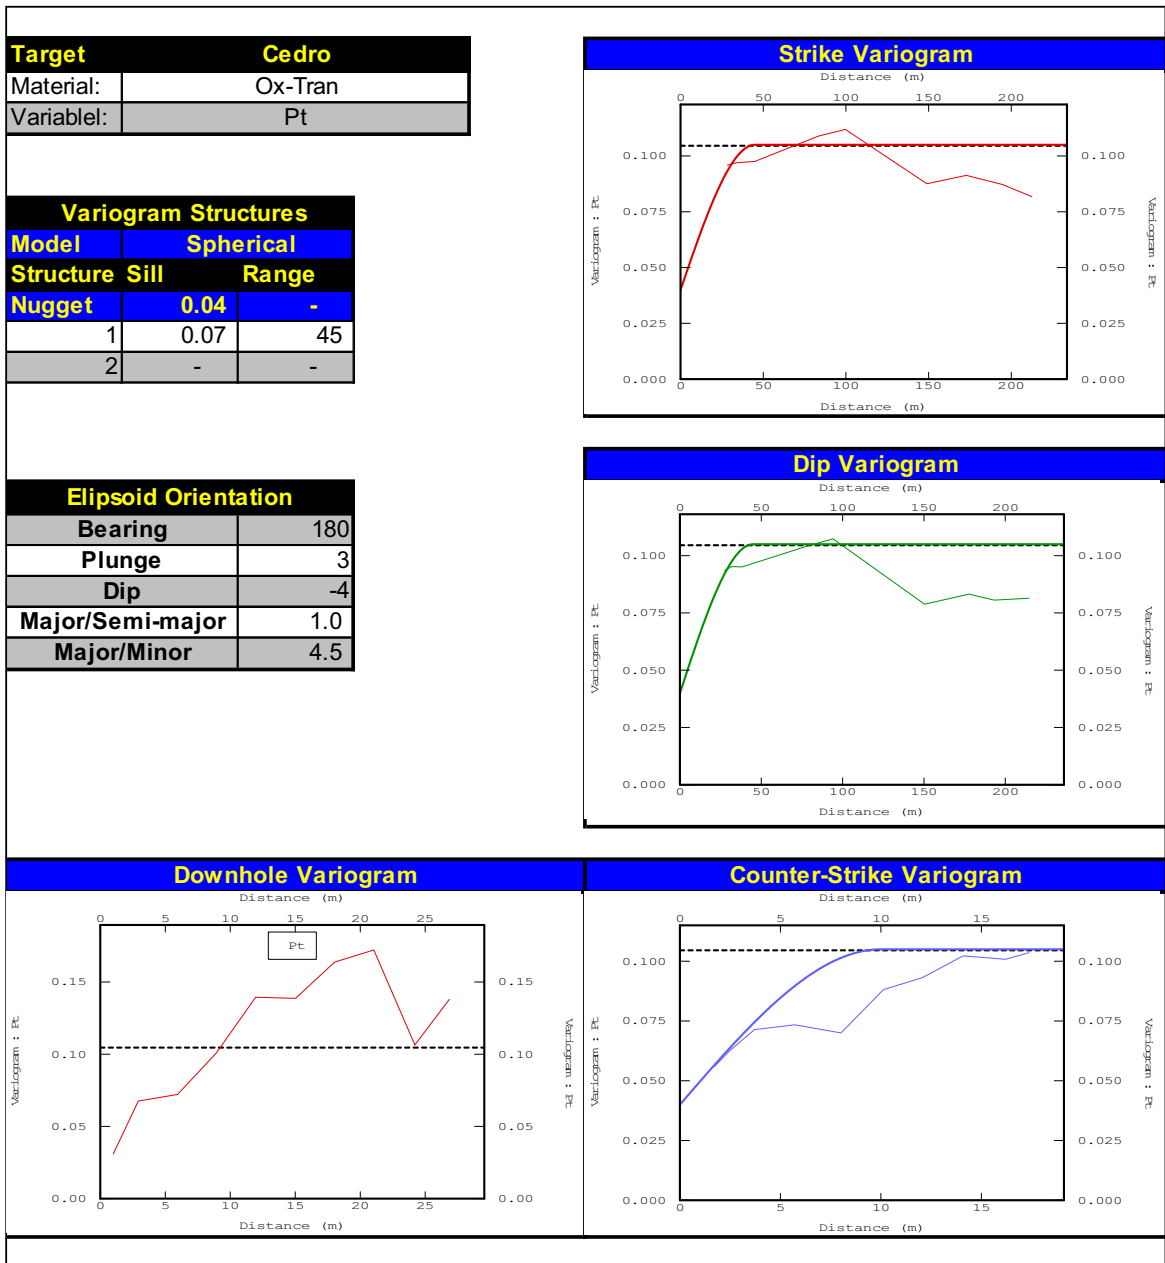 Target Cedro
Material: Ox-Tran
Variablel: Pt
Variogram Structures
Model Spherical
Structure Sill Range
Nugget 0.04 -
1 0.07 45
2 - -
Elipsoid Orientation
Bearing 180
Plunge 3
Dip -4
Major/Semi-major 1.0
Major/Minor 4.5
Strike Variogram
Distance (m)
0 50 100 150 200
0.100 0.100
0.075 0.075
0.050 0.050
0.025 0.025
0.000 0.000
Variogram : Pt
Variogram : Pt
0 50 100 150 200
Distance (m)
Dip Variogram
Distance (m)
0 50 100 150 200
0.100 0.100
0.075 0.075
0.050 0.050
0.025 0.025
0.000 0.000
Variogram : Pt
Variogram : Pt
0 50 100 150 200
Distance (m)
Downhole Variogram
Distance (m)
0 5 10 15 20 25
Pt
0.15 0.15
0.10 0.10
0.05 0.05
0.00 0.00
Variogram : Pt
Variogram : Pt
0 5 10 15 20 25
Distance (m)
Counter-Strike Variogram
Distance (m)
0 5 10 15
0.100 0.100
0.075 0.075
0.050 0.050
0.025 0.025
0.000 0.000
Variogram : Pt
Variogram : Pt
0 5 10 15
Distance (m)